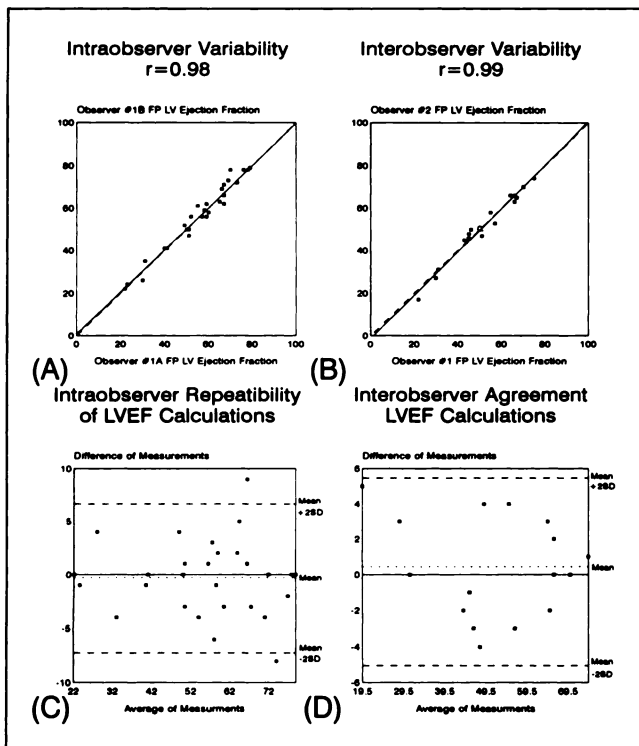 Intraobserver Variability
r=0.98
Observer #1B FP LV Ejection Fraction
100
80
60
40
20
0
0 20 40 60 80 100
Observer #1A FP LV Ejection Fraction
(A)
Interobserver Variability
r=0.99
Observer #2 FP LV Ejection Fraction
100
80
60
40
20
0
0 20 40 60 80 100
Observer #1 FP LV Ejection Fraction
(B)
Intraobserver Repeatibility
of LVEF Calculations
Difference of Measurements
10
5
0
-5
-10
Mean
+2SD
Mean
Mean
-2SD
22 32 42 52 62 72
Average of Measurments
(C)
Interobserver Agreement
LVEF Calculations
Difference of Measurements
6
4
2
0
-2
-4
-6
Mean
+2SD
Mean
Mean
-2SD
19.5 29.5 39.5 49.5 59.5 69.5
Average of Measurements
(D)